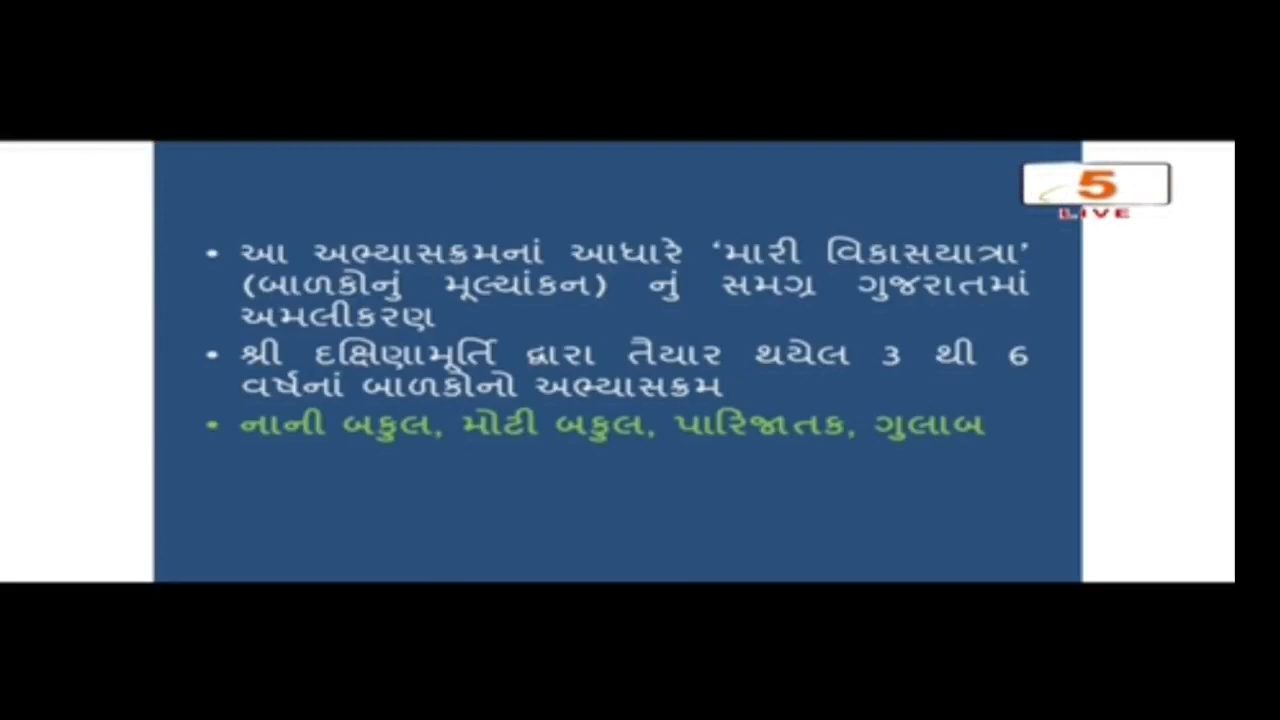 5
LIVE
• આ અભ્યાસક્રમનાં આધારે ‘મારી વિકાસયાત્રા’
(બાળકોનું મૂલ્યાંકન) નું સમગ્ર ગુજરાતમાં
અમલીકરણ
• શ્રી દક્ષિણામૂર્તિ દ્વારા તૈયાર થયેલ 3 થી 6
વર્ષનાં બાળકોનો અભ્યાસક્રમ
• નાની બકુલ, મોટી બકુલ, પારિજાતક, ગુલાબ